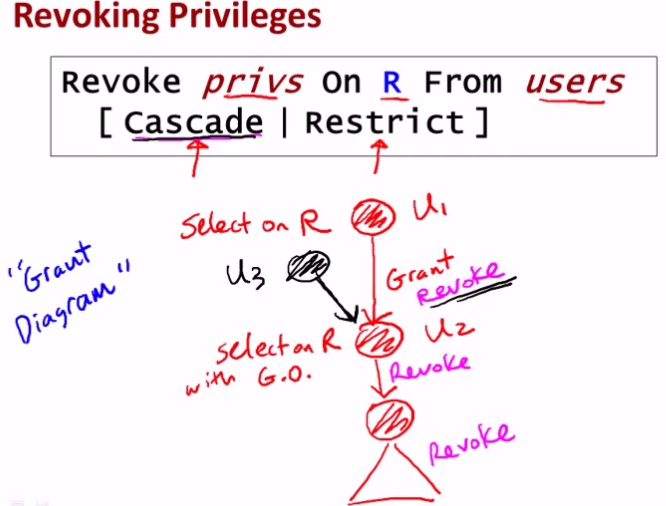 Revoking Privileges
Revoke privs On R From users
[ Cascade | Restrict ]
Select on R U1
U3
"Grant
Diagram"
Grant
Revoke
select on R U2
with G.O.
Revoke
Revoke